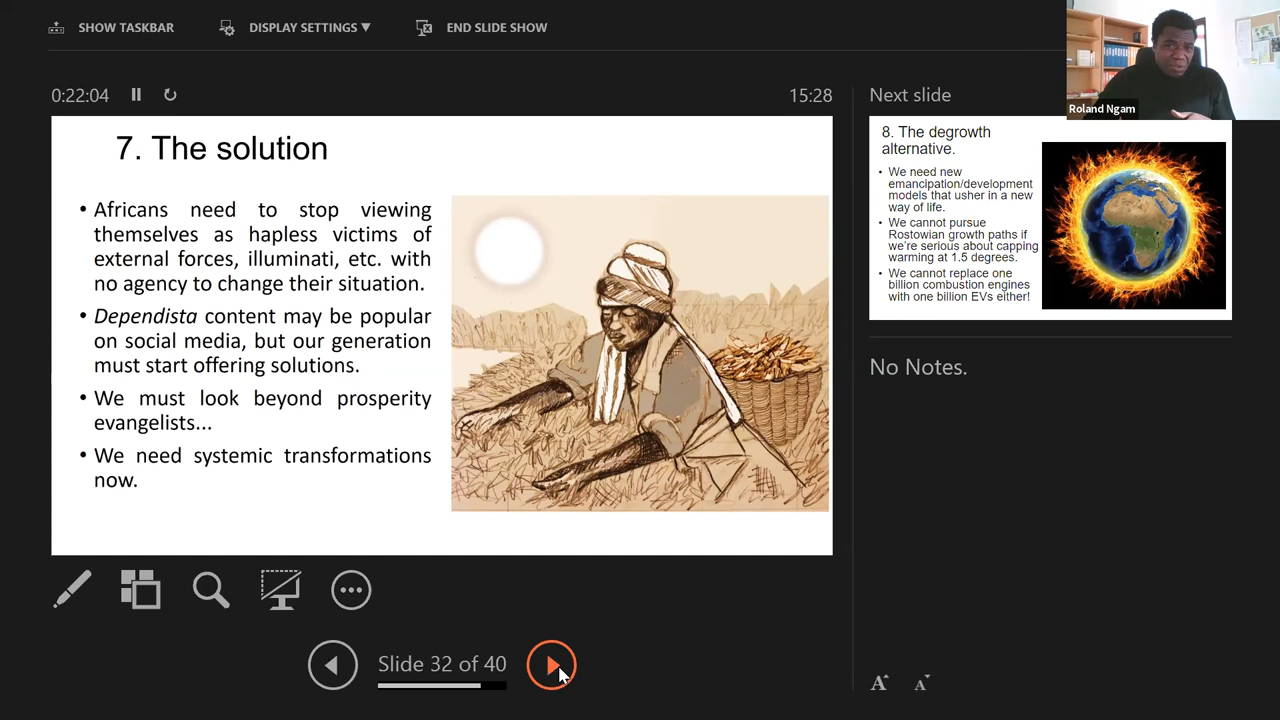 SHOW TASKBAR
DISPLAY SETTINGS ▼
END SLIDE SHOW
0:22:04
15:28
Next slide
Roland Ngam
7. The solution
• Africans need to stop viewing
themselves as hapless victims of
external forces, illuminati, etc. with
no agency to change their situation.
• Dependista content may be popular
on social media, but our generation
must start offering solutions.
• We must look beyond prosperity
evangelists...
• We need systemic transformations
now.
8. The degrowth
alternative.
• We need new
emancipation/development
models that usher in a new
way of life.
• We cannot pursue
Rostowian growth paths if
we're serious about capping
warming at 1.5 degrees.
• We cannot replace one
billion combustion engines
with one billion EVs either!
No Notes.
Slide 32 of 40
A A